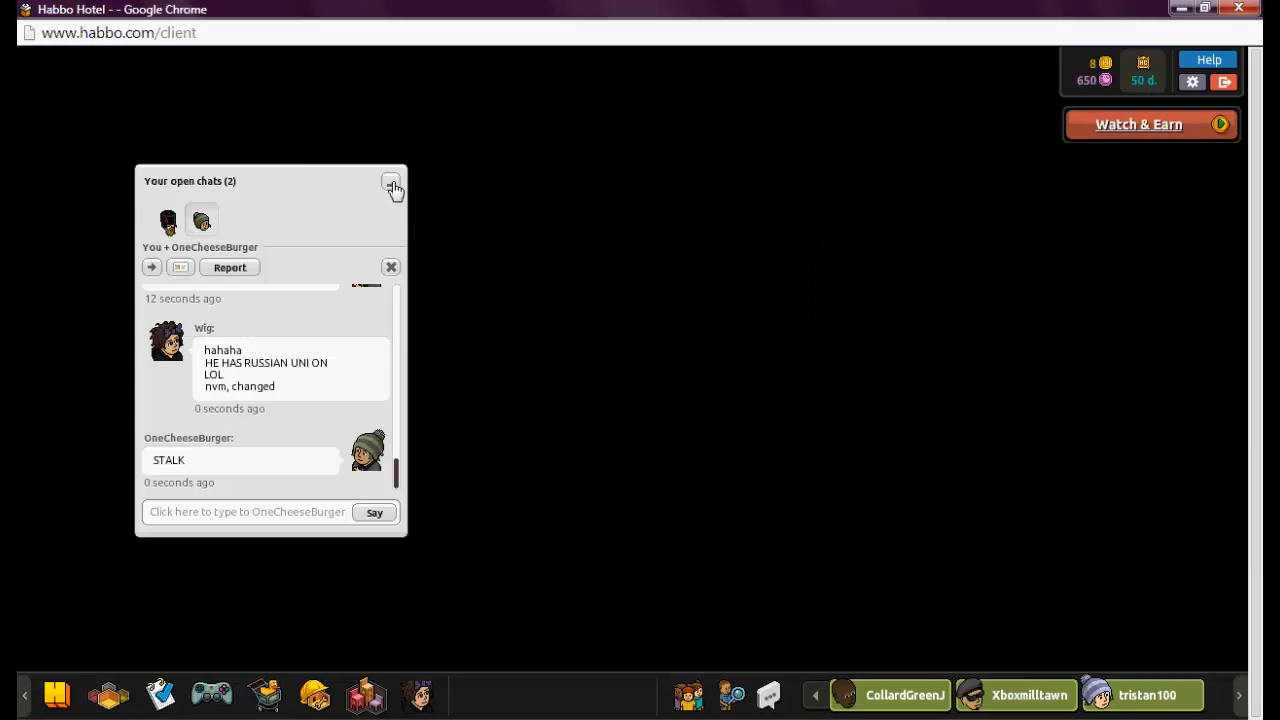 Habbo Hotel - - Google Chrome
www.habbo.com/client
8
650
HC
50 d.
Help
Watch & Earn
Your open chats (2)
You + OneCheeseBurger
Report
12 seconds ago
Wig:
hahaha
HE HAS RUSSIAN UNI ON
LOL
nvm, changed
0 seconds ago
OneCheeseBurger:
STALK
0 seconds ago
Click here to type to OneCheeseBurger
Say
CollardGreenJ
Xboxmilltawn
tristan100